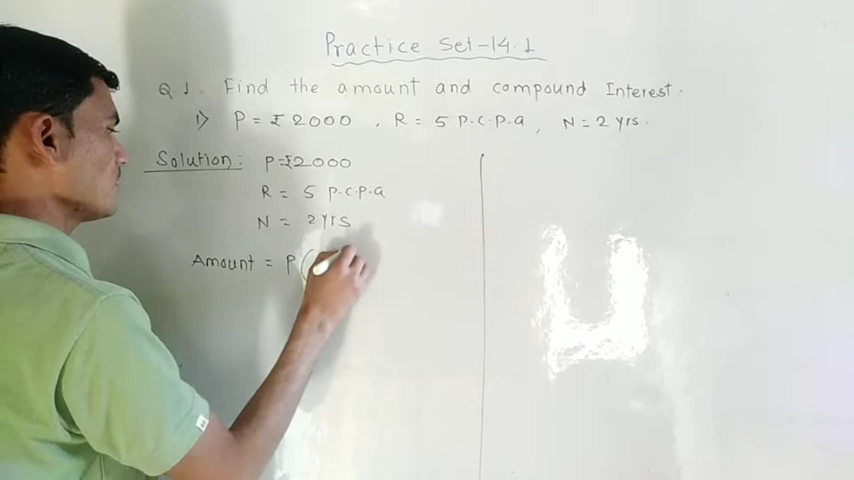 Practice Set-14.1
Q.1. Find the amount and compound Interest.
1) P = ₹2000, R = 5 p.c.p.a, N = 2 yrs.
Solution: P=₹2000
R = 5 p.c.p.a
N = 2 yrs
Amount = P(